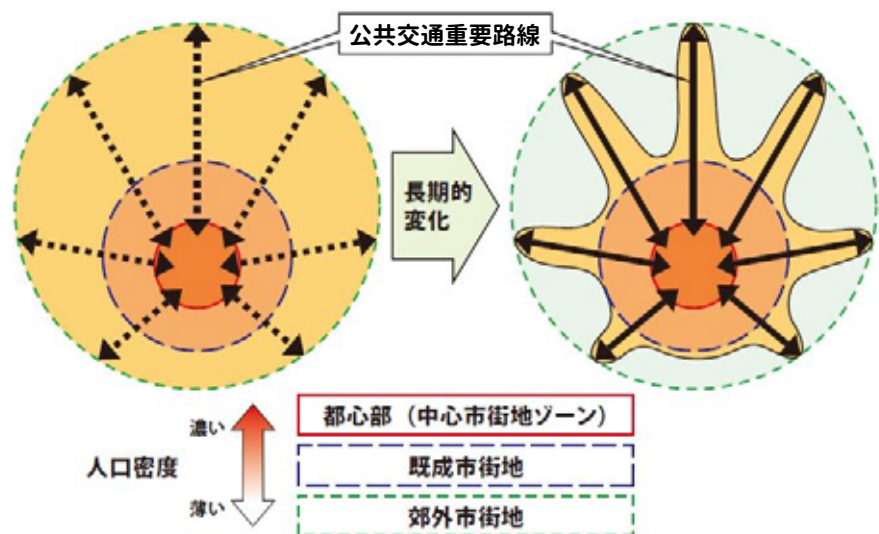 公共交通重要路線
長期的
変化
濃い
人口密度
薄い
都心部（中心市街地ゾーン）
既成市街地
郊外市街地